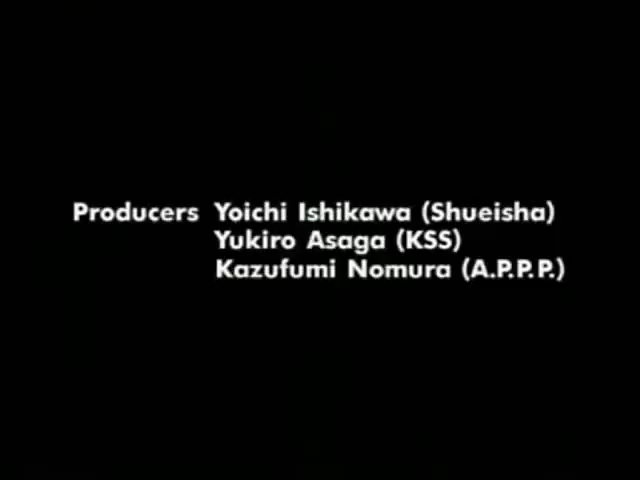 Producers Yoichi Ishikawa (Shueisha)
Yukiro Asaga (KSS)
Kazufumi Nomura (A.P.P.P.)